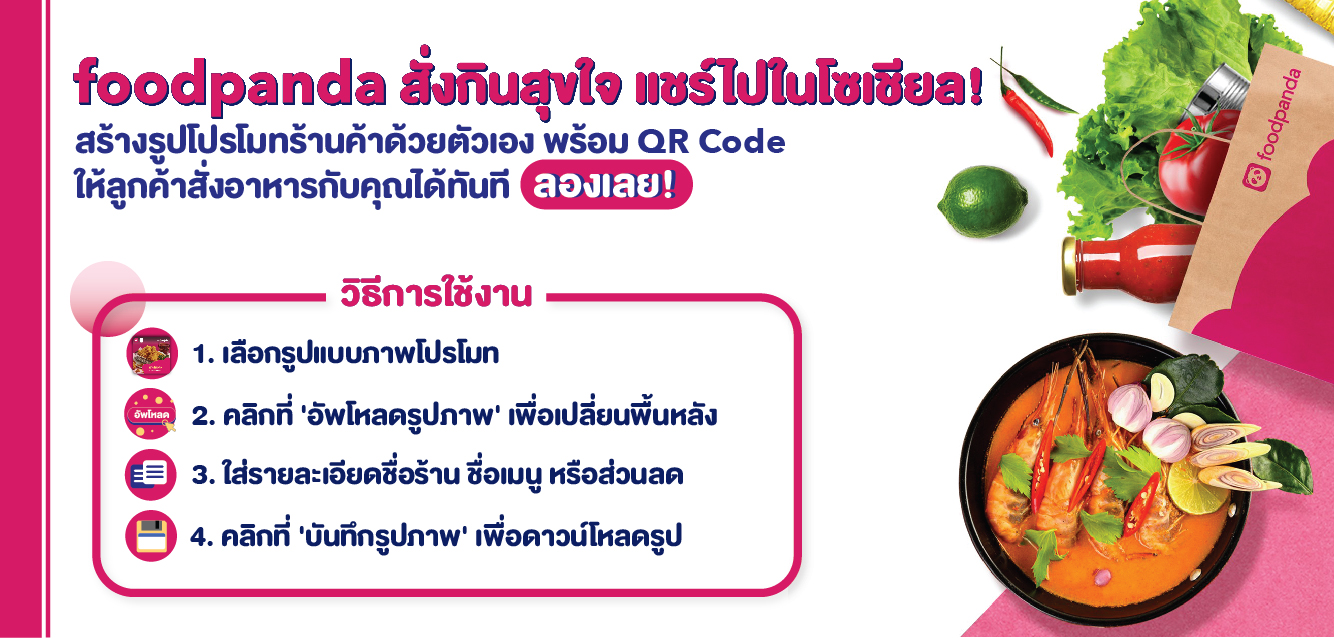 foodpanda สั่งกินสุขใจ แชร์ไปในโซเชียล!
สร้างรูปโปรโมทร้านค้าด้วยตัวเอง พร้อม QR Code
ให้ลูกค้าสั่งอาหารกับคุณได้ทันที ลองเลย!
foodpanda
วิธีการใช้งาน
1. เลือกรูปแบบภาพโปรโมท
อัพโหลด
2. คลิกที่ 'อัพโหลดรูปภาพ' เพื่อเปลี่ยนพื้นหลัง
3. ใส่รายละเอียดชื่อร้าน ชื่อเมนู หรือส่วนลด
4. คลิกที่ 'บันทึกรูปภาพ' เพื่อดาวน์โหลดรูป